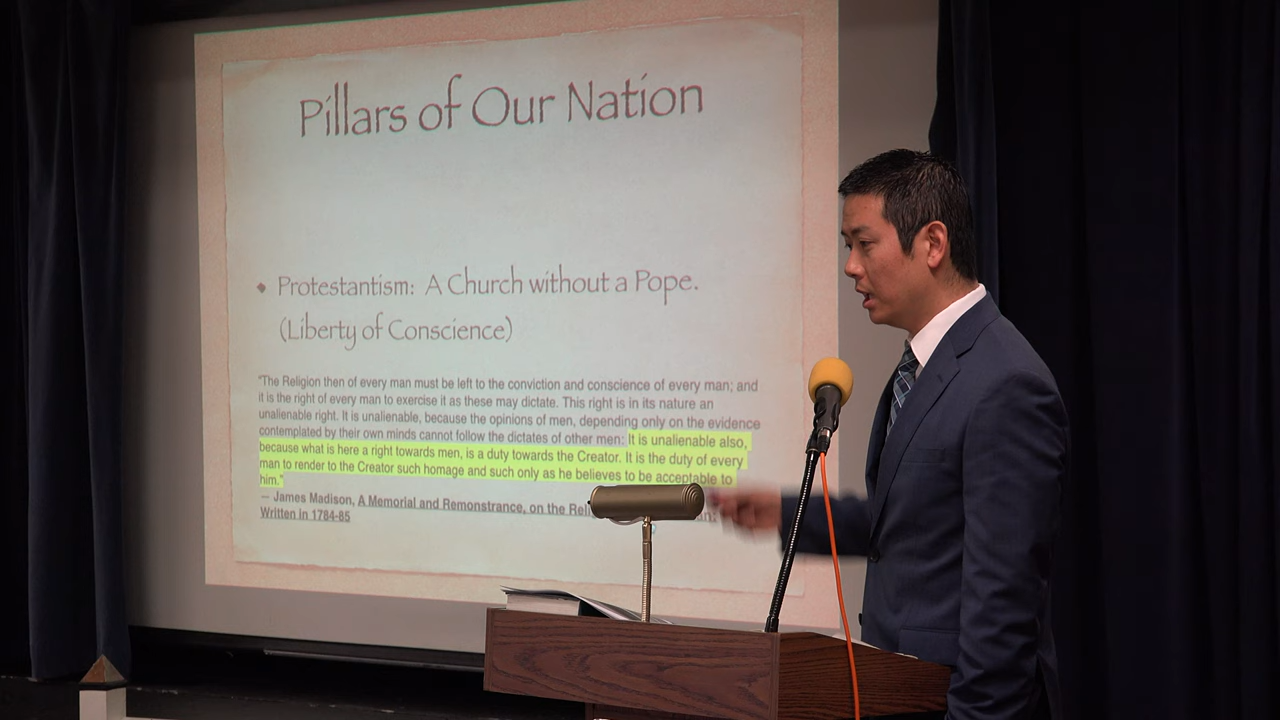 Pillars of Our Nation
Protestantism: A Church without a Pope.
(Liberty of Conscience)
"The Religion then of every man must be left to the conviction and conscience of every man; and
it is the right of every man to exercise it as these may dictate. This right is in its nature an
unalienable right. It is unalienable, because the opinions of men, depending only on the evidence
contemplated by their own minds cannot follow the dictates of other men: It is unalienable also,
because what is here a right towards men, is a duty towards the Creator. It is the duty of every
man to render to the Creator such homage and such only as he believes to be acceptable to
him."
— James Madison, A Memorial and Remonstrance, on the
Written in 1784-85